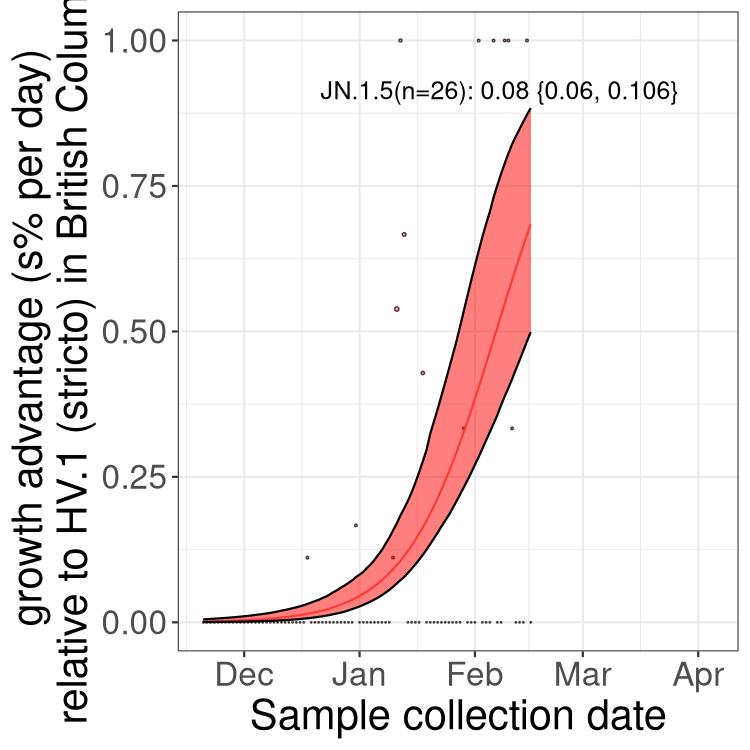 growth advantage (s% per day)
relative to HV.1 (stricto) in British Colum
1.00
0.75
0.50
0.25
0.00
JN.1.5(n=26): 0.08 {0.06, 0.106}
Dec Jan Feb Mar Apr
Sample collection date